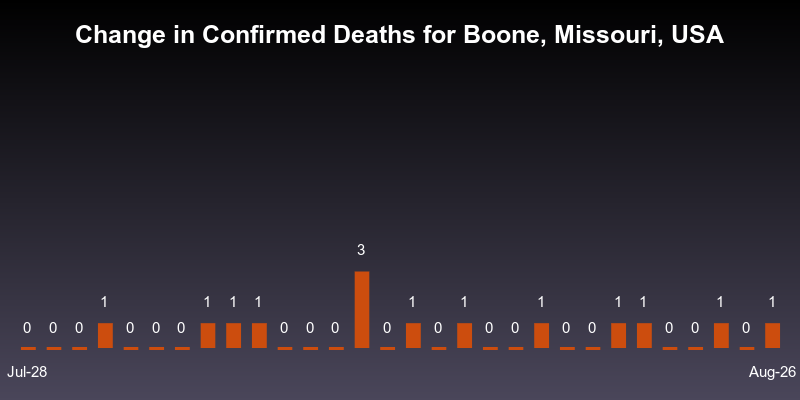 Change in Confirmed Deaths for Boone, Missouri, USA
3
1 1 1 1 1 1 1 1 1 1 1
0 0 0 0 0 0 0 0 0 0 0 0 0 0 0 0 0 0
Jul-28 Aug-26